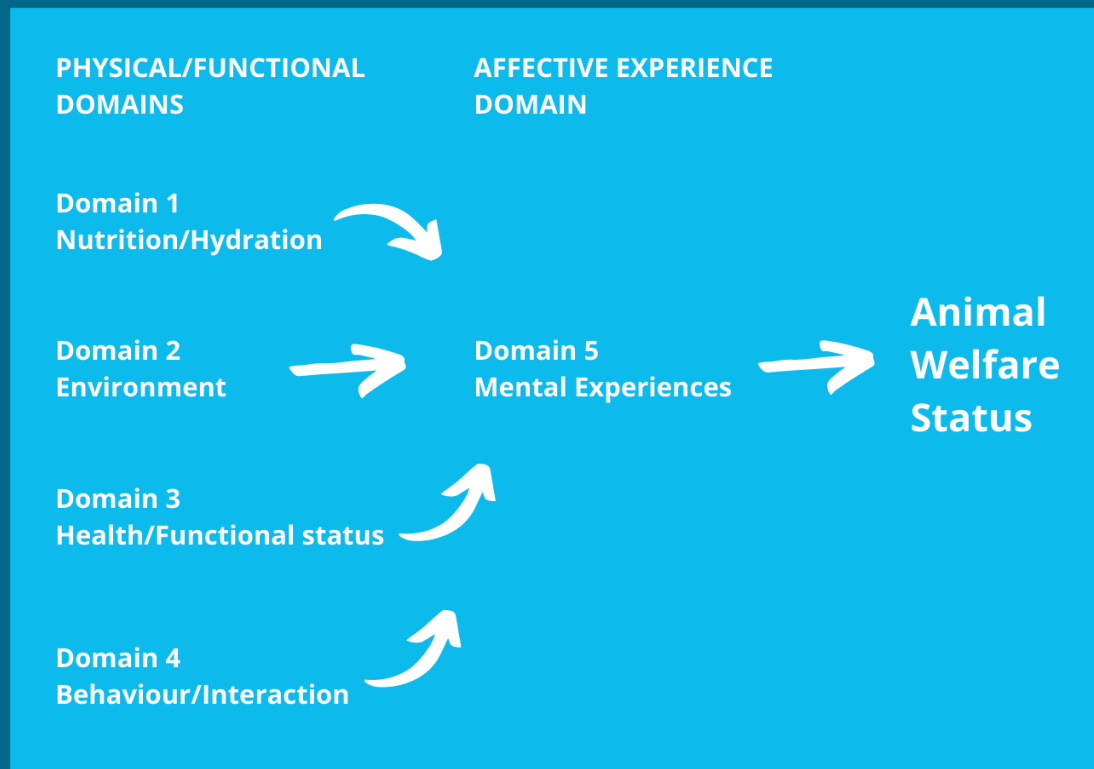 PHYSICAL/FUNCTIONAL
DOMAINS
AFFECTIVE EXPERIENCE
DOMAIN
Domain 1
Nutrition/Hydration
Domain 2
Environment
Domain 3
Health/Functional status
Domain 4
Behaviour/Interaction
Domain 5
Mental Experiences
Animal
Welfare
Status